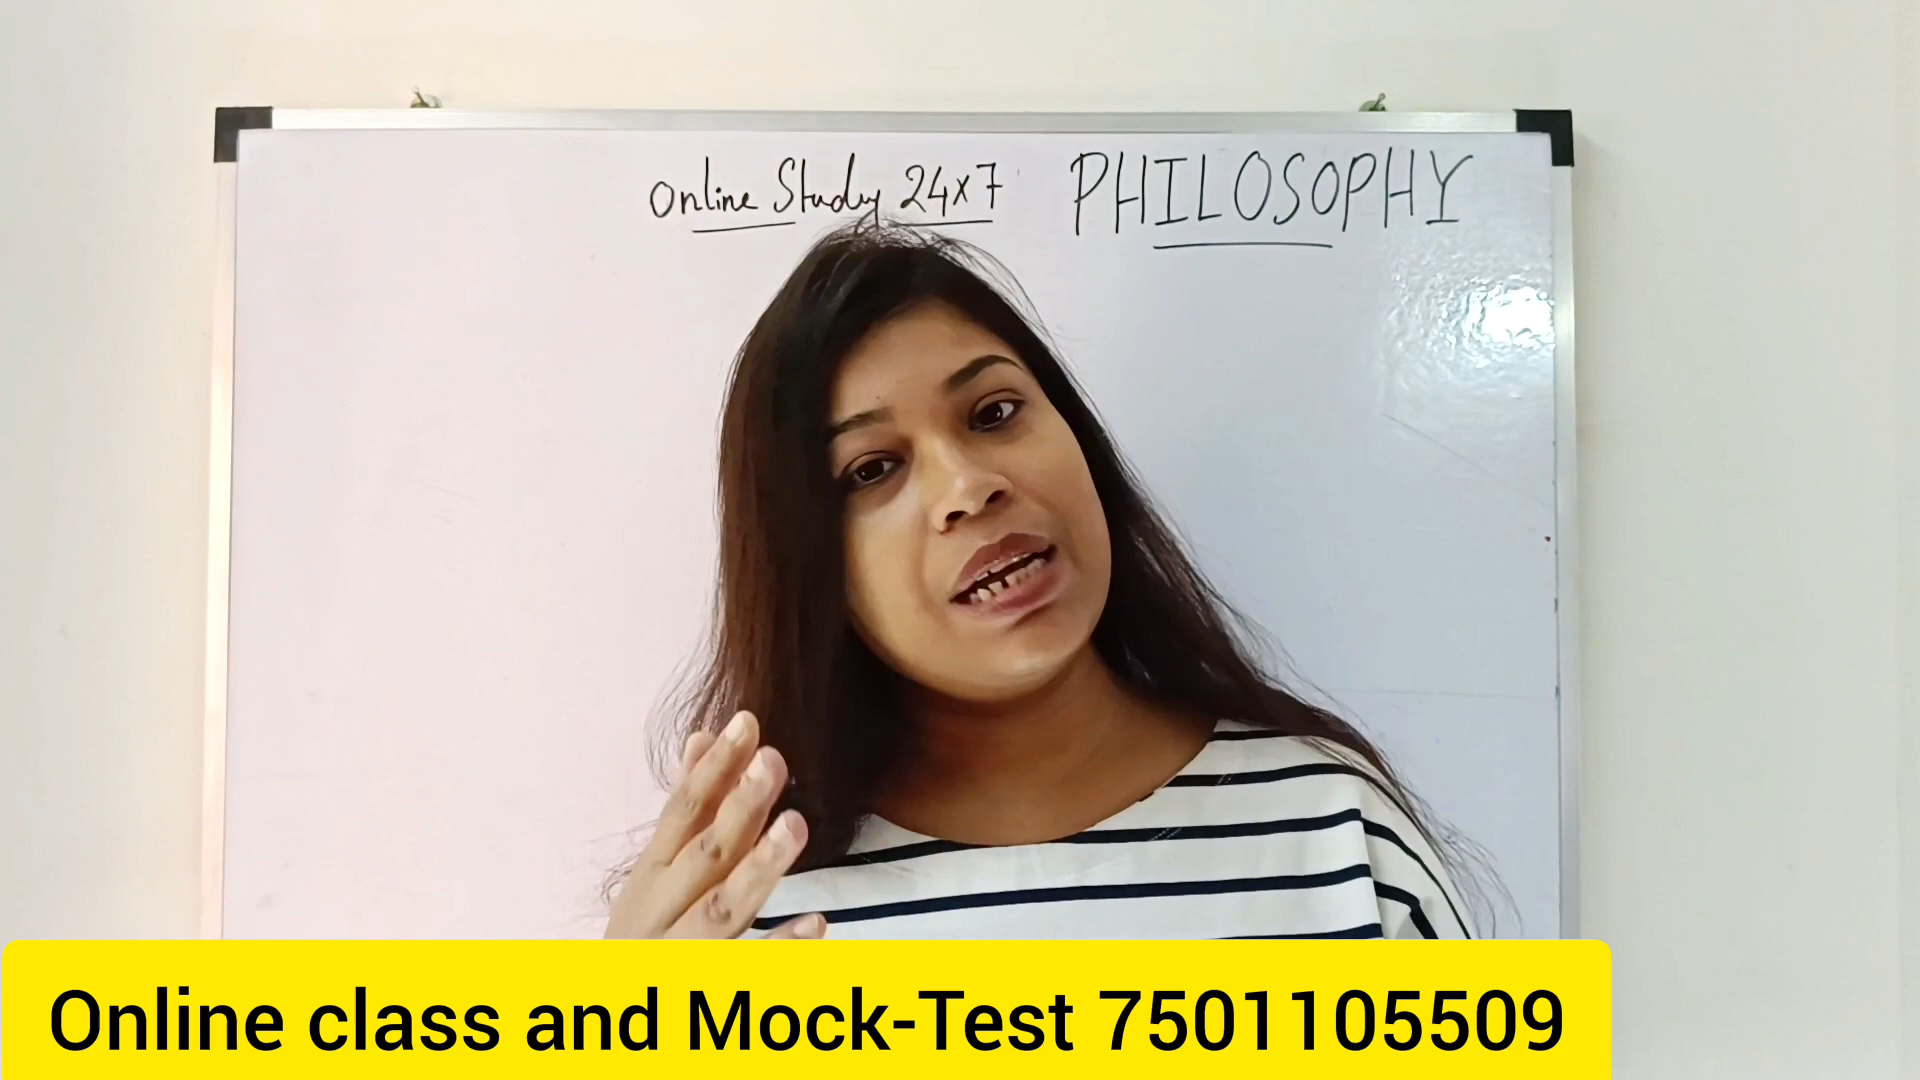 Online Study 24x7 PHILOSOPHY
Online class and Mock-Test 7501105509